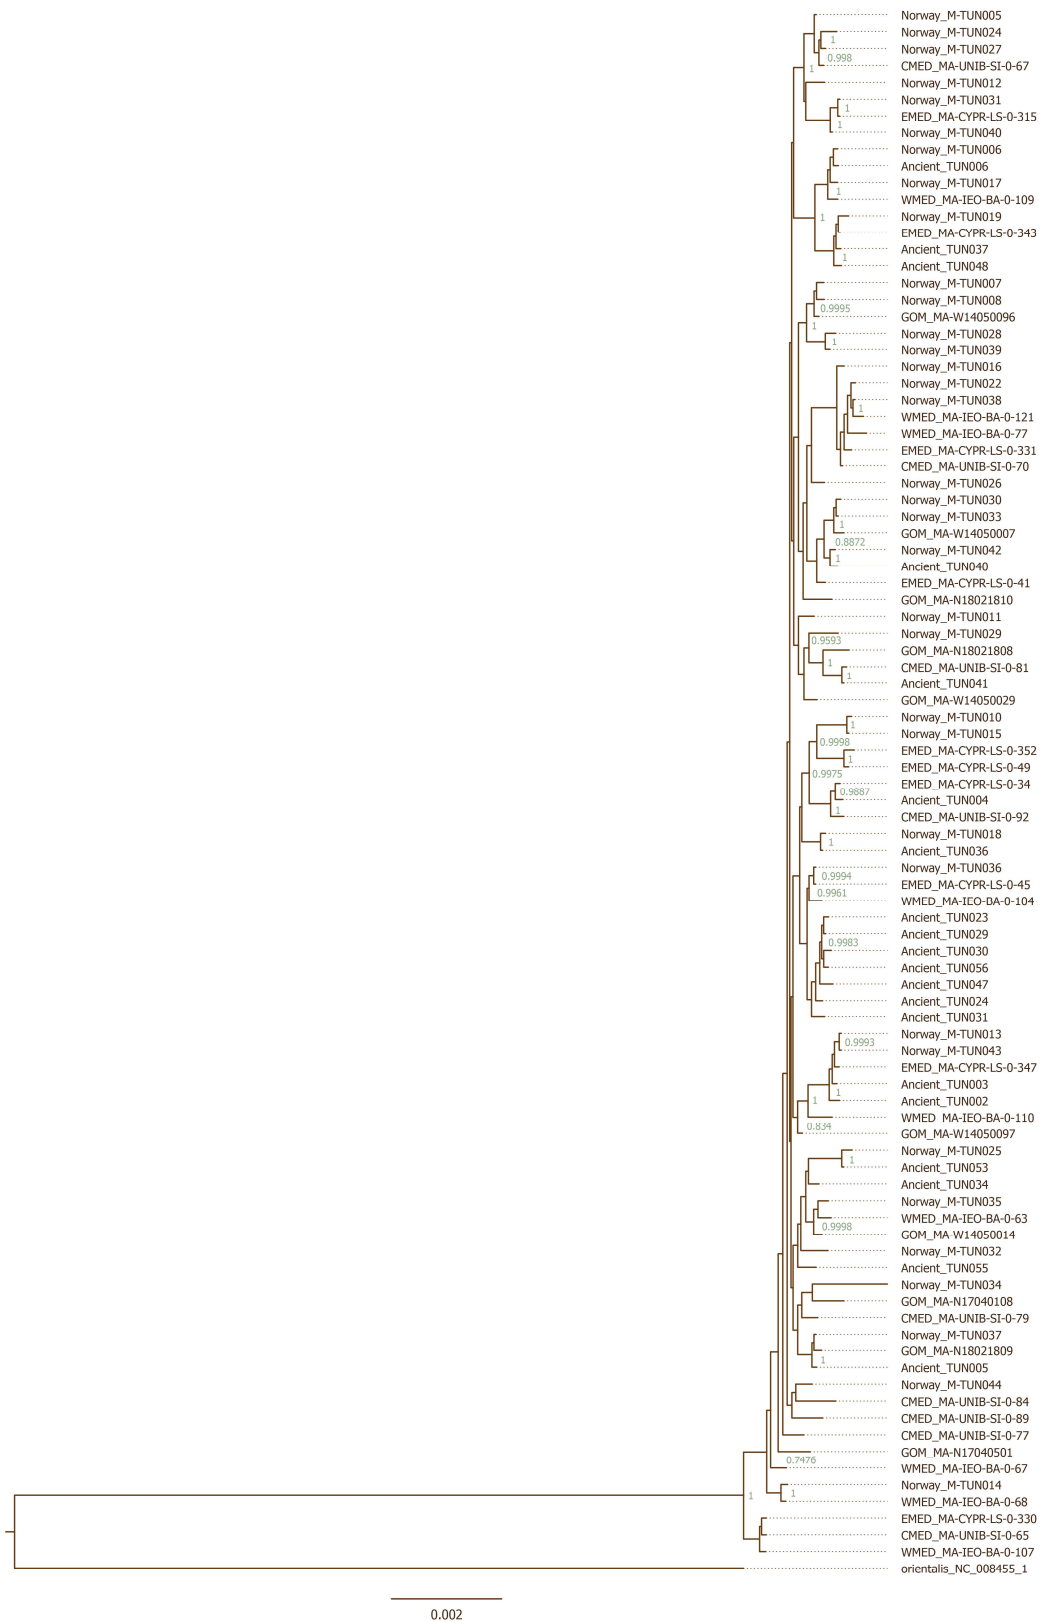 Norway_M-TUN005
Norway_M-TUN024
1
Norway_M-TUN027
0.998
CMED_MA-UNIB-SI-0-67
1
Norway_M-TUN012
Norway_M-TUN031
1
EMED_MA-CYPR-LS-0-315
1
Norway_M-TUN040
Norway_M-TUN006
Ancient_TUN006
Norway_M-TUN017
1
WMED_MA-IEO-BA-0-109
1
Norway_M-TUN019
EMED_MA-CYPR-LS-0-343
Ancient_TUN037
1
Ancient_TUN048
Norway_M-TUN007
Norway_M-TUN008
0.9995
GOM_MA-W14050096
1
Norway_M-TUN028
1
Norway_M-TUN039
Norway_M-TUN016
Norway_M-TUN022
Norway_M-TUN038
1
WMED_MA-IEO-BA-0-121
WMED_MA-IEO-BA-0-77
EMED_MA-CYPR-LS-0-331
CMED_MA-UNIB-SI-0-70
Norway_M-TUN026
Norway_M-TUN030
Norway_M-TUN033
1
GOM_MA-W14050007
0.8872
Norway_M-TUN042
1
Ancient_TUN040
EMED_MA-CYPR-LS-0-41
GOM_MA-N18021810
Norway_M-TUN011
Norway_M-TUN029
0.9593
GOM_MA-N18021808
1
CMED_MA-UNIB-SI-0-81
1
Ancient_TUN041
GOM_MA-W14050029
Norway_M-TUN010
1
Norway_M-TUN015
0.9998
EMED_MA-CYPR-LS-0-352
1
EMED_MA-CYPR-LS-0-49
0.9975
EMED_MA-CYPR-LS-0-34
0.9887
Ancient_TUN004
1
CMED_MA-UNIB-SI-0-92
Norway_M-TUN018
1
Ancient_TUN036
Norway_M-TUN036
0.9994
EMED_MA-CYPR-LS-0-45
0.9961
WMED_MA-IEO-BA-0-104
Ancient_TUN023
Ancient_TUN029
0.9983
Ancient_TUN030
Ancient_TUN056
Ancient_TUN047
Ancient_TUN024
Ancient_TUN031
Norway_M-TUN013
0.9993
Norway_M-TUN043
EMED_MA-CYPR-LS-0-347
Ancient_TUN003
1
Ancient_TUN002
1
WMED_MA-IEO-BA-0-110
0.834
GOM_MA-W14050097
Norway_M-TUN025
1
Ancient_TUN053
Ancient_TUN034
Norway_M-TUN035
WMED_MA-IEO-BA-0-63
0.9998
GOM_MA-W14050014
Norway_M-TUN032
Ancient_TUN055
Norway_M-TUN034
GOM_MA-N17040108
CMED_MA-UNIB-SI-0-79
Norway_M-TUN037
GOM_MA-N18021809
1
Ancient_TUN005
Norway_M-TUN044
CMED_MA-UNIB-SI-0-84
CMED_MA-UNIB-SI-0-89
CMED_MA-UNIB-SI-0-77
GOM_MA-N17040501
0.7476
WMED_MA-IEO-BA-0-67
Norway_M-TUN014
1
1
WMED_MA-IEO-BA-0-68
EMED_MA-CYPR-LS-0-330
CMED_MA-UNIB-SI-0-65
WMED_MA-IEO-BA-0-107
orientalis_NC_008455_1
0.002